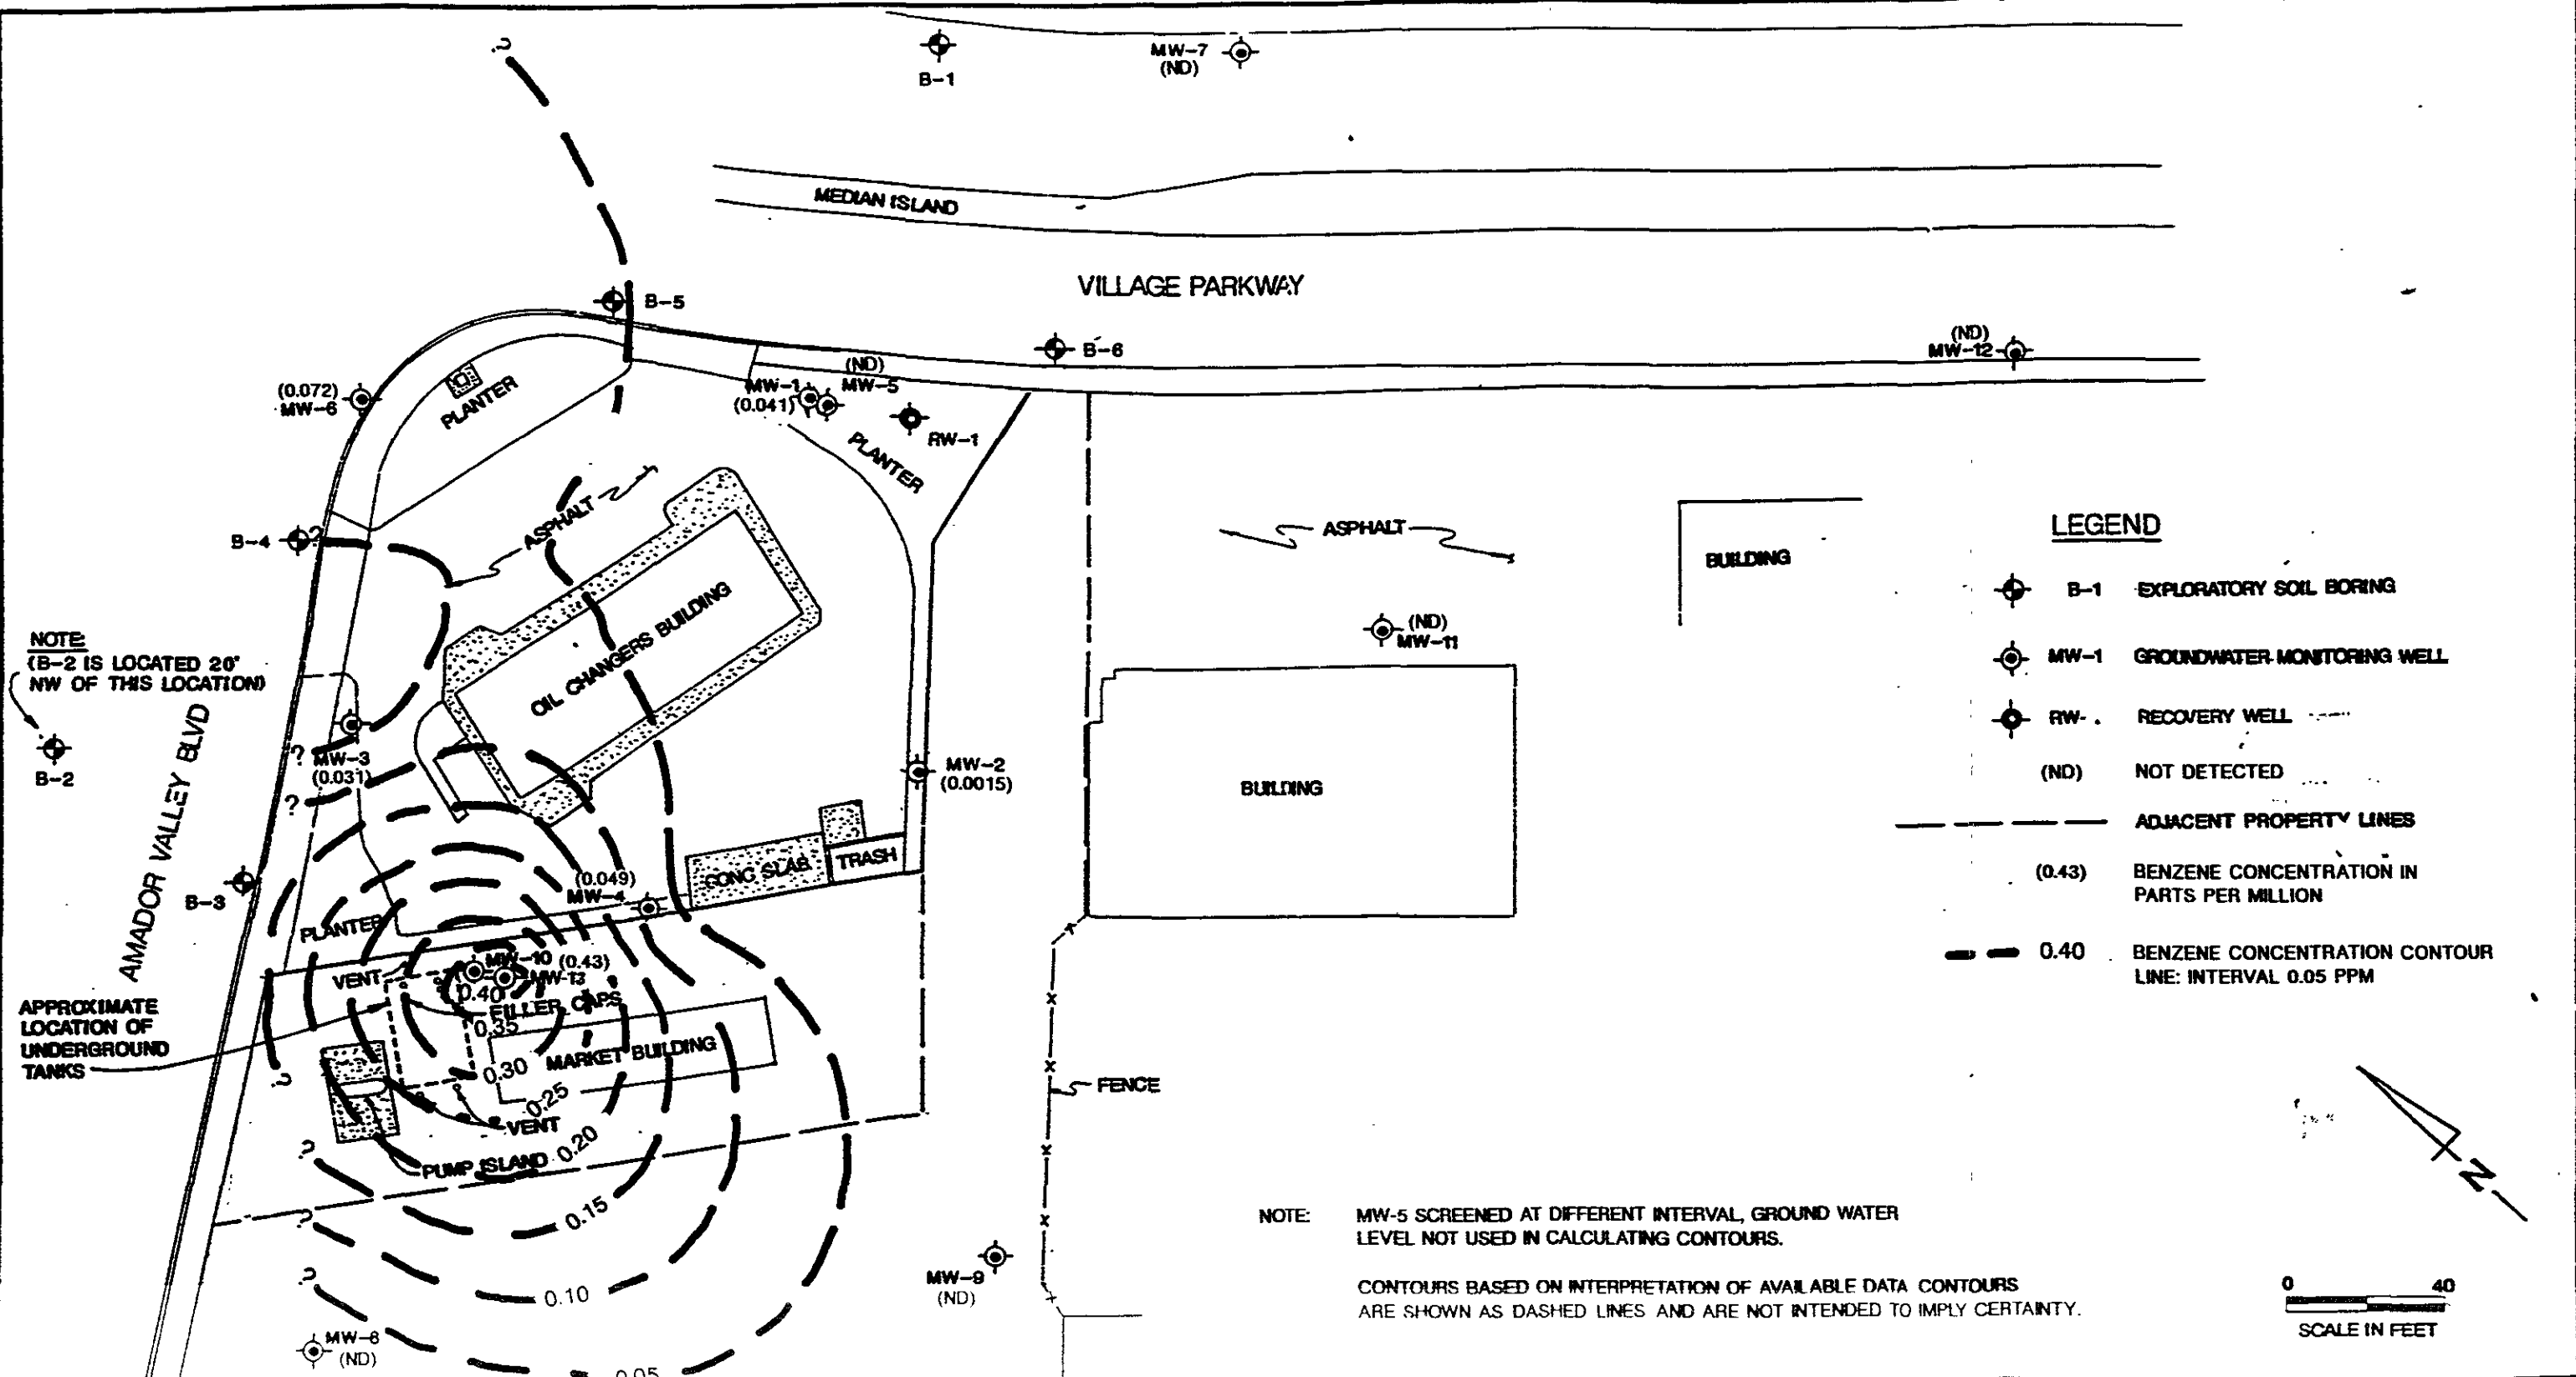 ?
B-1
MW-7
(ND)
MEDIAN ISLAND
VILLAGE PARKWAY
B-5
B-6
(ND)
MW-12
(0.072)
MW-6
PLANTER
(ND)
MW-1
MW-5
(0.041)
RW-1
PLANTER
ASPHALT
B-4
?
ASPHALT
BUILDING
LEGEND
B-1 EXPLORATORY SOIL BORING
MW-1 GROUNDWATER MONITORING WELL
RW- . RECOVERY WELL
(ND) NOT DETECTED
ADJACENT PROPERTY LINES
(0.43) BENZENE CONCENTRATION IN
PARTS PER MILLION
0.40 BENZENE CONCENTRATION CONTOUR
LINE: INTERVAL 0.05 PPM
(ND)
MW-11
OIL CHANGERS BUILDING
NOTE:
(B-2 IS LOCATED 20'
NW OF THIS LOCATION)
B-2
AMADOR VALLEY BLVD
?
MW-3
(0.031)
?
MW-2
(0.0015)
BUILDING
CONC SLAB
TRASH
(0.049)
MW-4
B-3
PLANTER
VENT
MW-10
(0.43)
MW-13
0.40
FILLER CAPS
0.35
APPROXIMATE
LOCATION OF
UNDERGROUND
TANKS
MARKET BUILDING
0.30
0.25
VENT
?
FENCE
PUMP ISLAND
0.20
?
0.15
?
0.10
?
MW-8
(ND)
0.05
MW-9
(ND)
NOTE: MW-5 SCREENED AT DIFFERENT INTERVAL, GROUND WATER
LEVEL NOT USED IN CALCULATING CONTOURS.
CONTOURS BASED ON INTERPRETATION OF AVAILABLE DATA CONTOURS
ARE SHOWN AS DASHED LINES AND ARE NOT INTENDED TO IMPLY CERTAINTY.
N
0 40
SCALE IN FEET